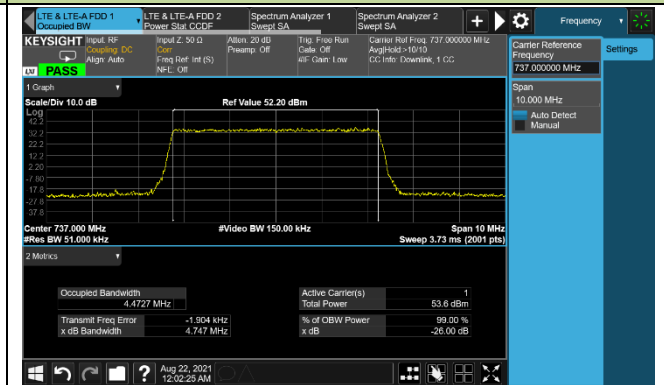 LTE & LTE-A FDD 1
Occupied BW
LTE & LTE-A FDD 2
Power Stat CCDF
Spectrum Analyzer 1
Swept SA
Spectrum Analyzer 2
Swept SA
Frequency
KEYSIGHT
Input: RF
Coupling: DC
Align: Auto
Input Z: 50 Ω
Corr
Freq Ref: Int (S)
NFE: Off
Atten: 20 dB
Preamp: Off
Trig: Free Run
Gate: Off
#IF Gain: Low
Carrier Ref Freq: 737.000000 MHz
Avg|Hold:>10/10
CC Info: Downlink, 1 CC
LXI
PASS
Carrier Reference
Frequency
737.000000 MHz
Settings
Span
10.000 MHz
Auto Detect
Manual
1 Graph
Scale/Div 10.0 dB
Ref Value 52.20 dBm
Log
42.2
32.2
22.2
12.2
2.20
-7.80
-17.8
-27.8
-37.8
Center 737.000 MHz
#Video BW 150.00 kHz
Span 10 MHz
#Res BW 51.000 kHz
Sweep 3.73 ms (2001 pts)
2 Metrics
Occupied Bandwidth
4.4727 MHz
Active Carrier(s)
1
Total Power
53.6 dBm
Transmit Freq Error
-1.904 kHz
% of OBW Power
99.00 %
x dB Bandwidth
4.747 MHz
x dB
-26.00 dB
?
Aug 22, 2021
12:02:25 AM